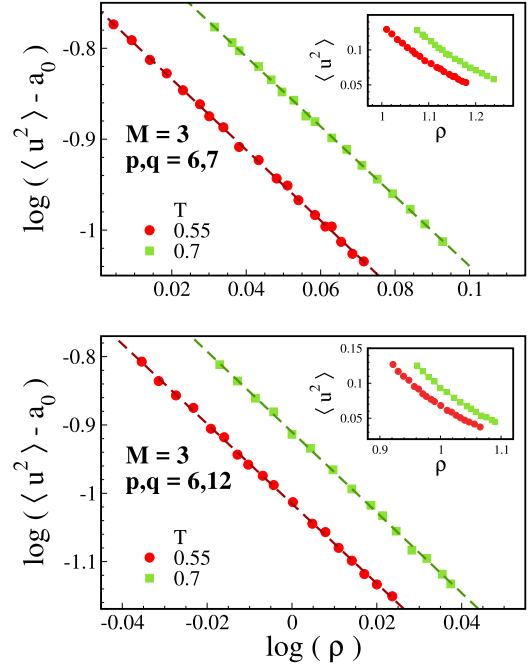 log ( ⟨ u² ⟩ - a₀ )
-0.8
-0.9
-1
M = 3
p,q = 6,7
T
0.55
0.7
0.02
0.04
0.06
0.08
0.1
⟨ u² ⟩
0.1
0.05
1
1.1
1.2
ρ
log ( ⟨ u² ⟩ - a₀ )
-0.8
-0.9
-1
-1.1
M = 3
p,q = 6,12
T
0.55
0.7
-0.04
-0.02
0
0.02
0.04
log ( ρ )
⟨ u² ⟩
0.15
0.1
0.05
0.9
1
1.1
ρ